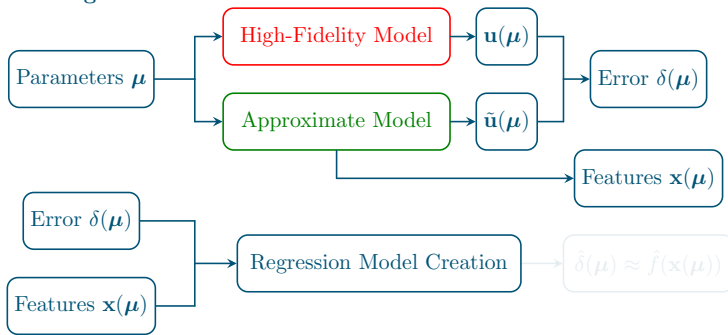 High-Fidelity Model
u(μ)
Parameters μ
Error δ(μ)
Approximate Model
ũ(μ)
Features x(μ)
Error δ(μ)
Regression Model Creation
δ̂(μ) ≈ f̂(x(μ))
Features x(μ)